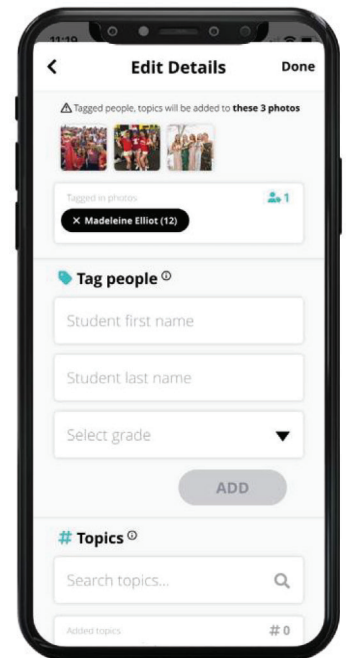 11:19
Edit Details Done
Tagged people, topics will be added to these 3 photos
Tagged in photos 1
× Madeleine Elliot (12)
Tag people
Student first name
Student last name
Select grade
ADD
# Topics
Search topics...
Added topics # 0